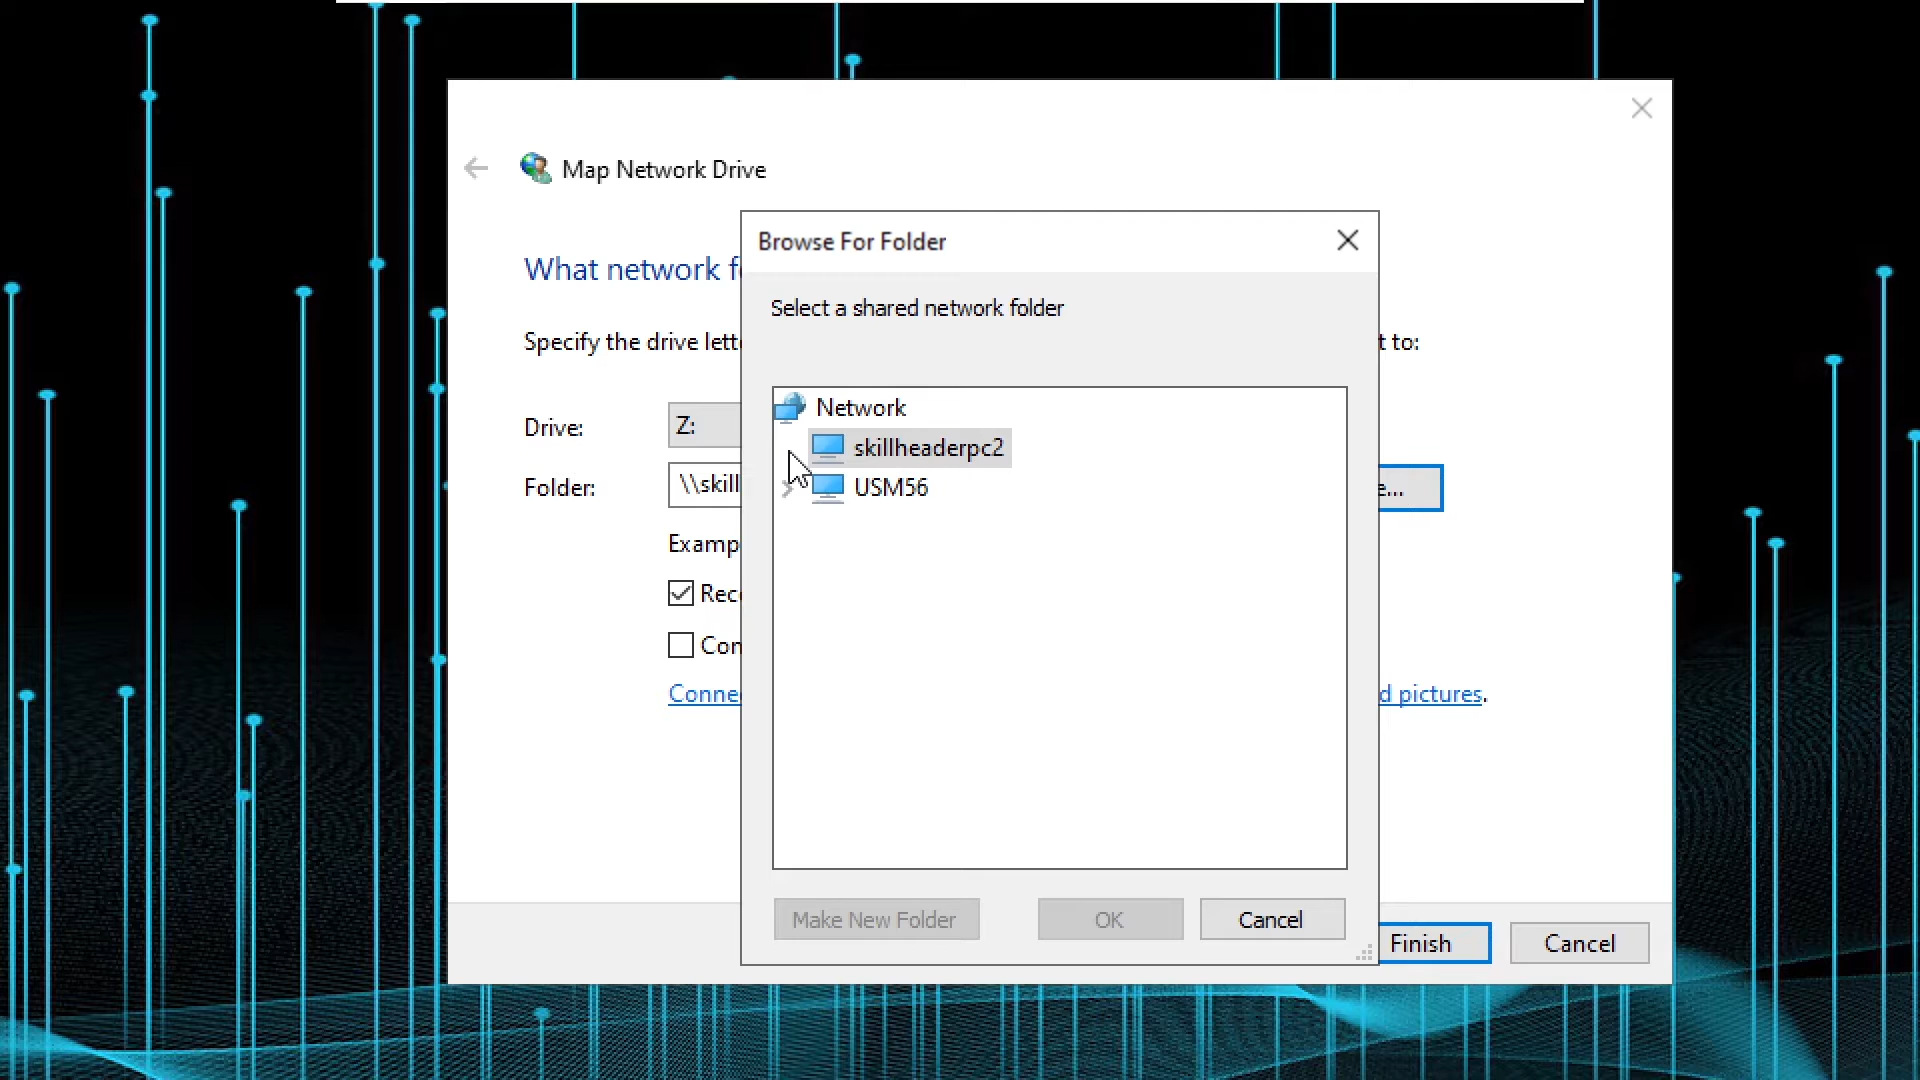 Map Network Drive
Browse For Folder
What network f
Select a shared network folder
Specify the drive lett
t to:
Network
Drive:
Z:
skillheaderpc2
Folder:
\\skill
USM56
e...
Examp
Rec
Con
Conne
d pictures.
Make New Folder
OK
Cancel
Finish
Cancel